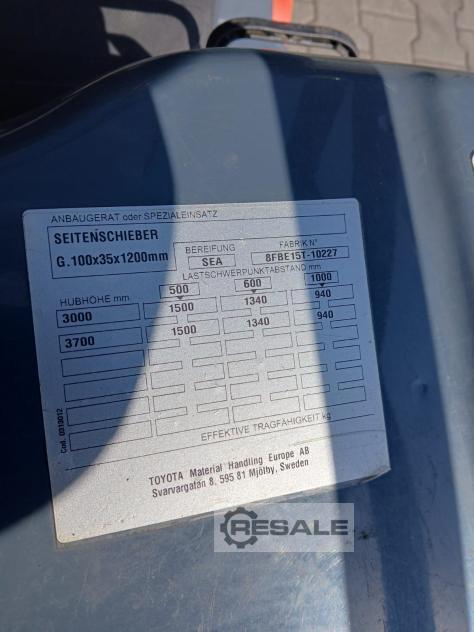 ANBAUGERÄT oder SPEZIALEINSATZ
SEITENSCHIEBER
G.100x35x1200mm
BEREIFUNG
SEA
FABRIK N°
8FBE15T-10227
LASTSCHWERPUNKTABSTAND mm
HUBHÖHE mm
500 600 1000
3000 1500 1340 940
3700 1500 1340 940
EFFEKTIVE TRAGFÄHIGKEIT kg
Cod. 0313012
TOYOTA Material Handling Europe AB
Svarvargatan 8, 595 81 Mjölby, Sweden
RESALE